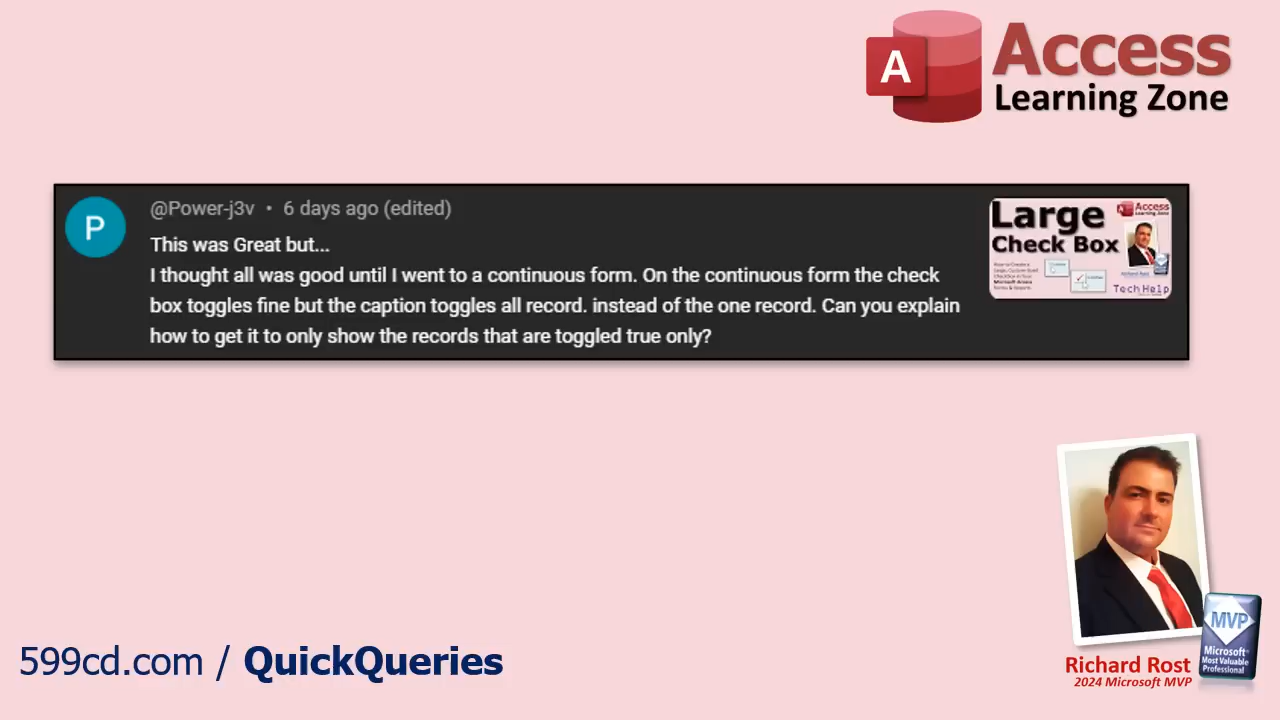 A Access
Learning Zone
P
@Power-j3v • 6 days ago (edited)
This was Great but...
I thought all was good until I went to a continuous form. On the continuous form the check
box toggles fine but the caption toggles all record. instead of the one record. Can you explain
how to get it to only show the records that are toggled true only?
Large
Check Box
Access
TechHelp
599cd.com / QuickQueries
MVP
Microsoft
Most Valuable
Professional
Richard Rost
2024 Microsoft MVP